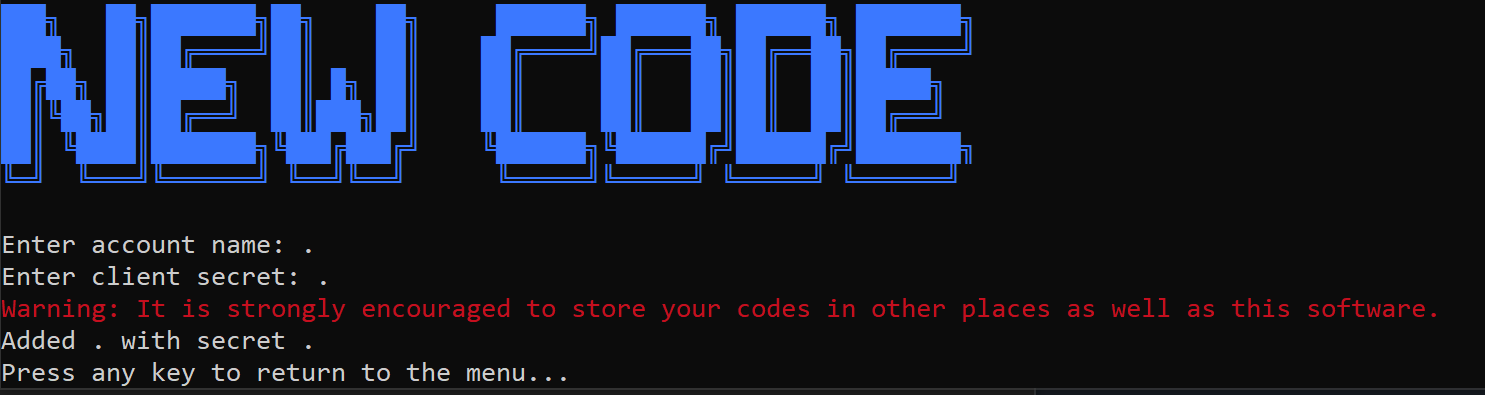 NEW CODE
Enter account name: .
Enter client secret: .
Warning: It is strongly encouraged to store your codes in other places as well as this software.
Added . with secret .
Press any key to return to the menu...